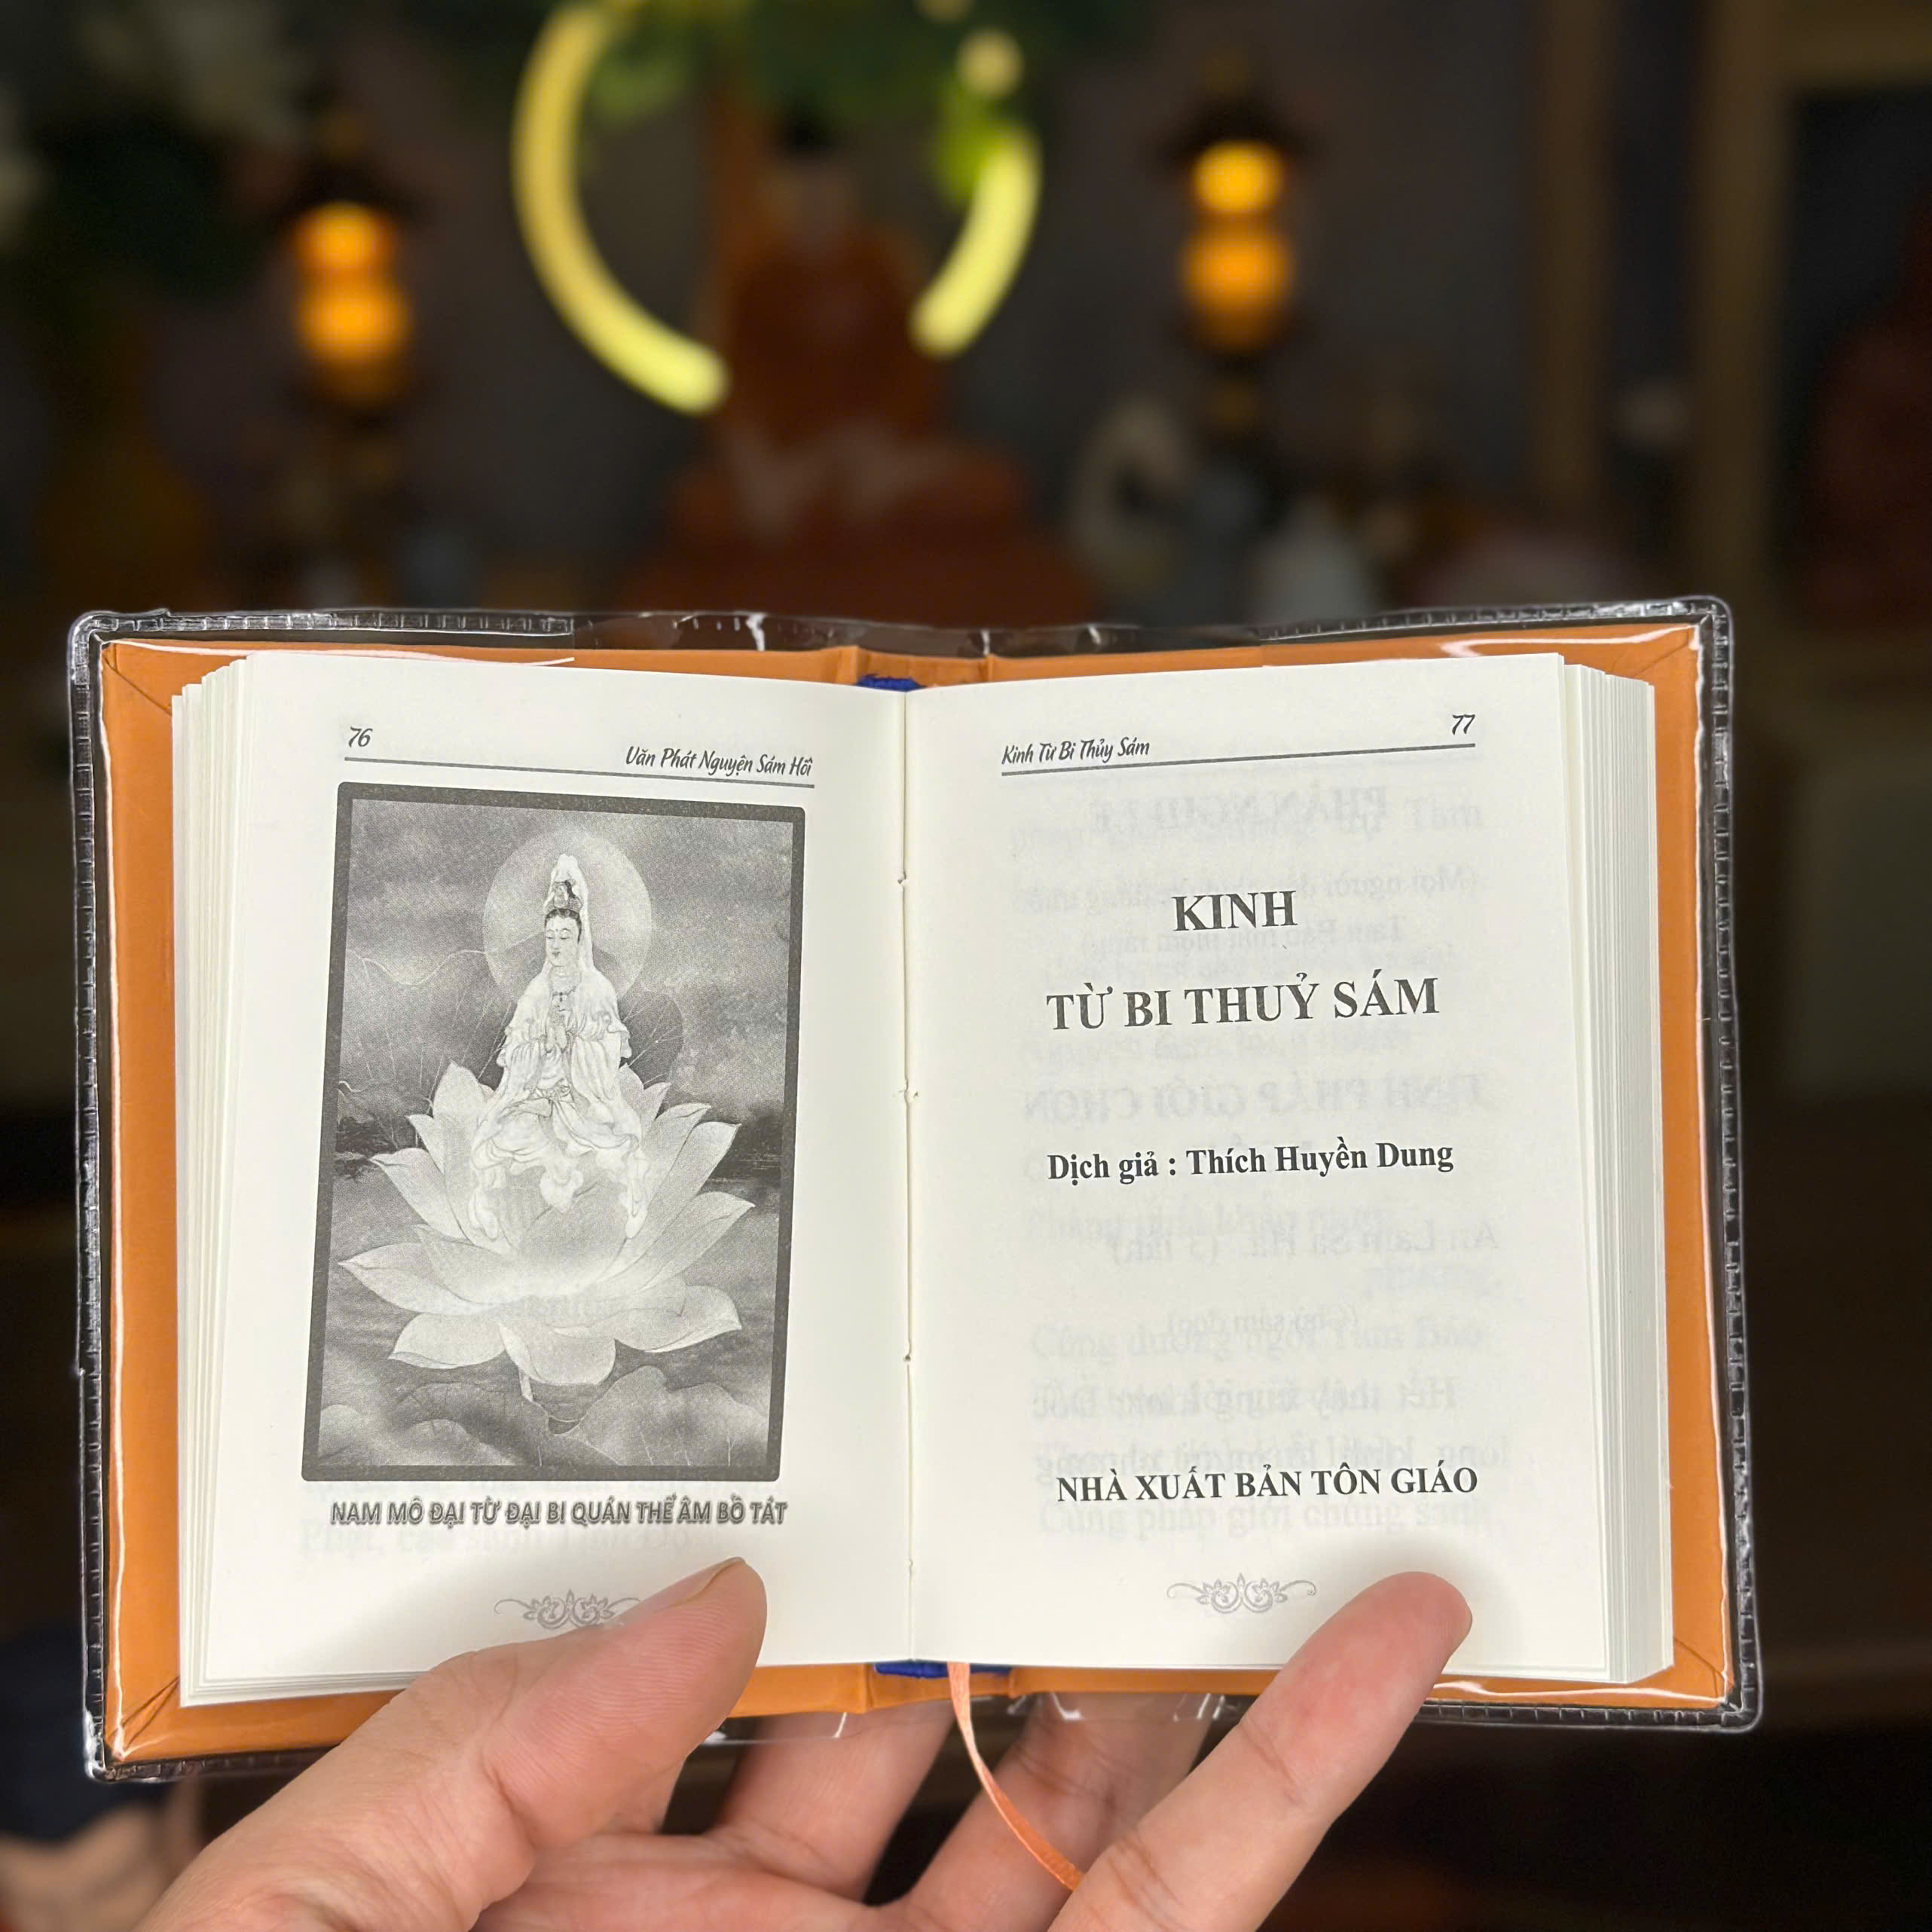 76
Văn Phát Nguyện Sám Hối
NAM MÔ ĐẠI TỪ ĐẠI BI QUÁN THẾ ÂM BỒ TÁT
Kinh Từ Bi Thủy Sám
77
KINH
TỪ BI THUỶ SÁM
Dịch giả : Thích Huyền Dung
NHÀ XUẤT BẢN TÔN GIÁO